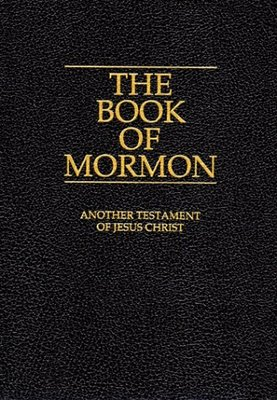 THE
BOOK
OF
MORMON
ANOTHER TESTAMENT
OF JESUS CHRIST